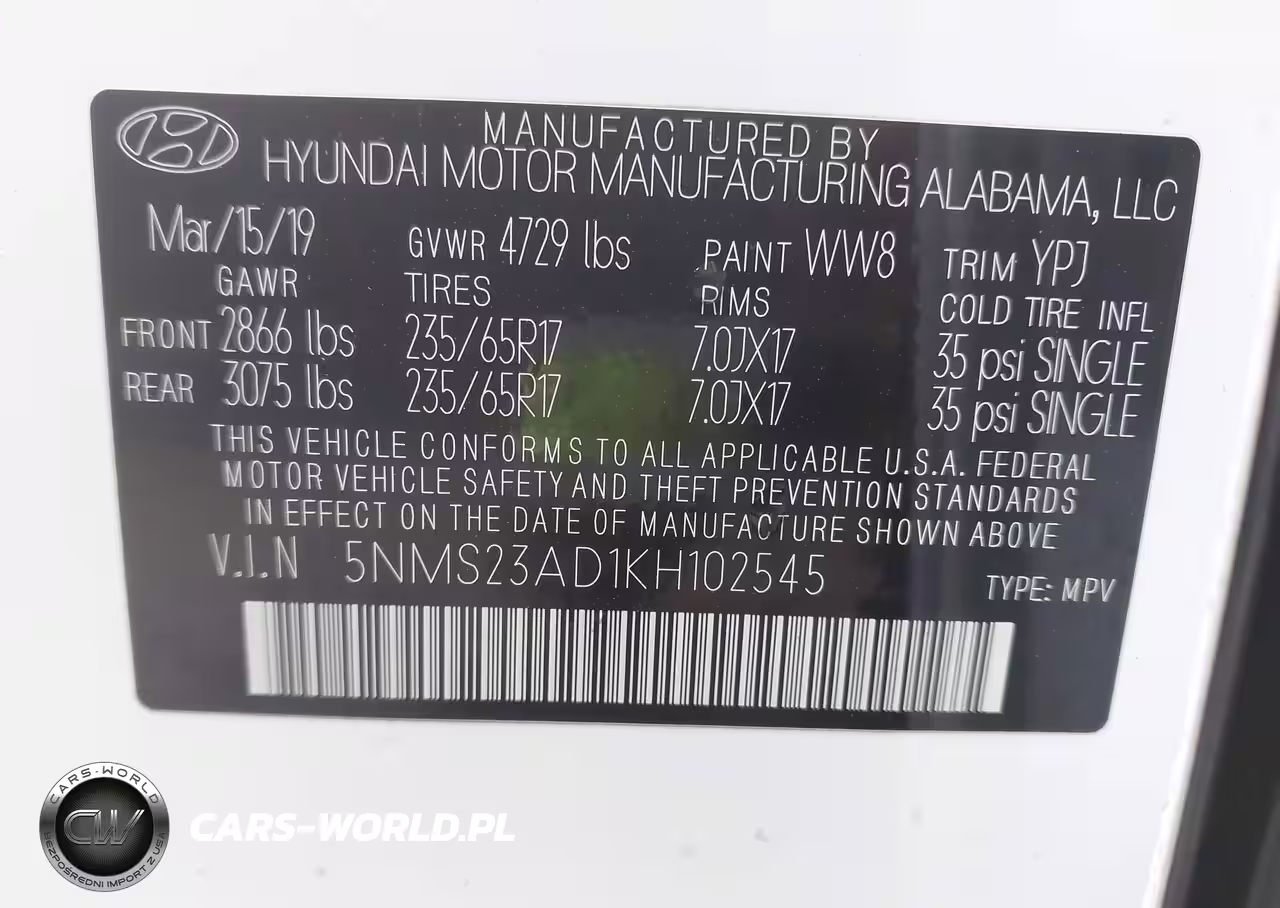 MANUFACTURED BY
HYUNDAI MOTOR MANUFACTURING ALABAMA, LLC
Mar/15/19 GVWR 4729 lbs PAINT WW8 TRIM YPJ
GAWR TIRES RIMS COLD TIRE INFL
FRONT 2866 lbs 235/65R17 7.0JX17 35 psi SINGLE
REAR 3075 lbs 235/65R17 7.0JX17 35 psi SINGLE
THIS VEHICLE CONFORMS TO ALL APPLICABLE U.S.A. FEDERAL
MOTOR VEHICLE SAFETY AND THEFT PREVENTION STANDARDS
IN EFFECT ON THE DATE OF MANUFACTURE SHOWN ABOVE
V.I.N 5NMS23AD1KH102545 TYPE: MPV
CARS-WORLD
CW
BEZPOŚREDNI IMPORT Z USA
CARS-WORLD.PL